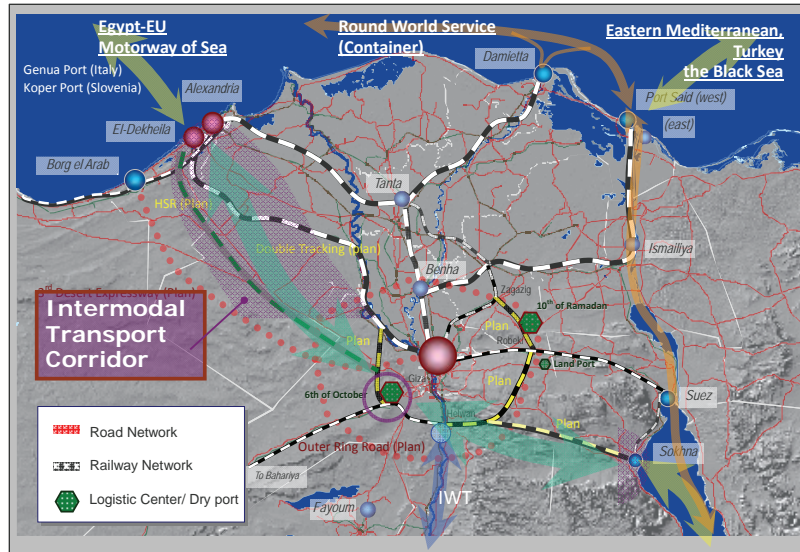 Egypt-EU
Motorway of Sea
Genua Port (Italy)
Koper Port (Slovenia)
Round World Service
(Container)
Eastern Mediterranean,
Turkey
the Black Sea
Damietta
Alexandria
El-Dekheila
Port Said (west)
(east)
Borg el Arab
Tanta
HSR (Plan)
Double Tracking (plan)
Ismailiya
Benha
Zagazig
Desert Expressway (Plan)
10th of Ramadan
Intermodal
Transport
Corridor
Plan
Plan
Robeki
Land Port
Giza
Plan
6th of October
Suez
Helwan
Plan
Outer Ring Road (Plan)
Sokhna
To Bahariya
IWT
Fayoum
Road Network
Railway Network
Logistic Center/ Dry port